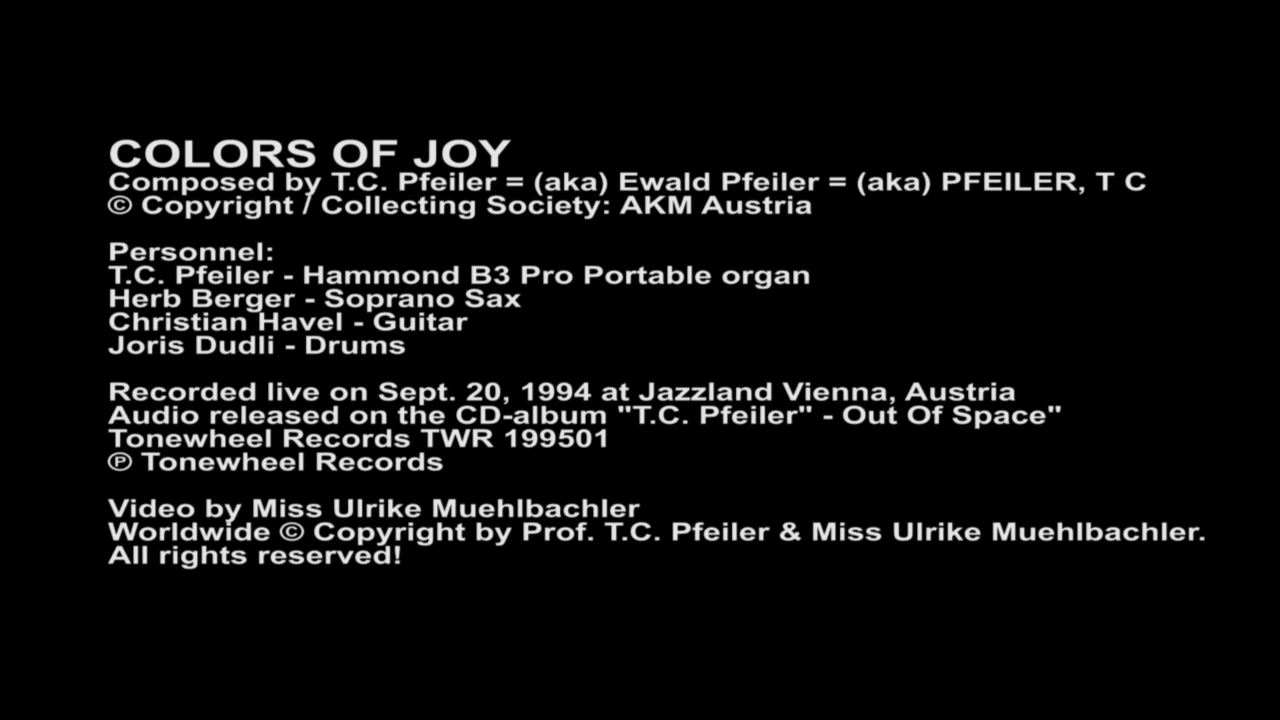 COLORS OF JOY
Composed by T.C. Pfeiler = (aka) Ewald Pfeiler = (aka) PFEILER, T C
© Copyright / Collecting Society: AKM Austria
Personnel:
T.C. Pfeiler - Hammond B3 Pro Portable organ
Herb Berger - Soprano Sax
Christian Havel - Guitar
Joris Dudli - Drums
Recorded live on Sept. 20, 1994 at Jazzland Vienna, Austria
Audio released on the CD-album "T.C. Pfeiler" - Out Of Space"
Tonewheel Records TWR 199501
℗ Tonewheel Records
Video by Miss Ulrike Muehlbachler
Worldwide © Copyright by Prof. T.C. Pfeiler & Miss Ulrike Muehlbachler.
All rights reserved!